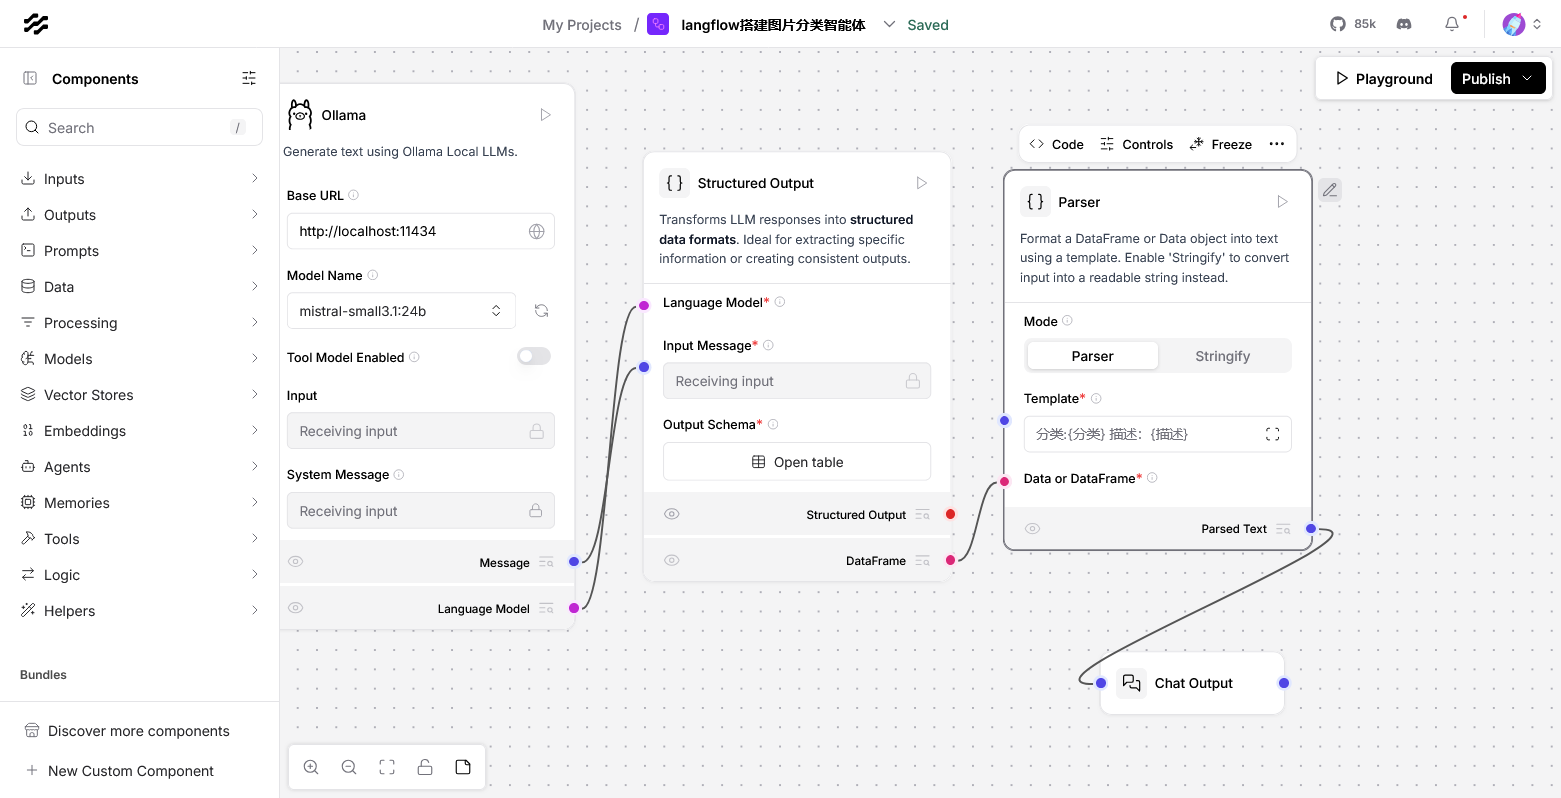 My Projects / langflow搭建图片分类智能体 Saved
85k
Components
Search /
Inputs
Outputs
Prompts
Data
Processing
Models
Vector Stores
Embeddings
Agents
Memories
Tools
Logic
Helpers
Bundles
Discover more components
New Custom Component
Playground
Publish
Ollama
Generate text using Ollama Local LLMs.
Base URL
http://localhost:11434
Model Name
mistral-small3.1:24b
Tool Model Enabled
Input
Receiving input
System Message
Receiving input
Message
Language Model
Structured Output
Transforms LLM responses into structured
data formats. Ideal for extracting specific
information or creating consistent outputs.
Language Model*
Input Message*
Receiving input
Output Schema*
Open table
Structured Output
DataFrame
Code
Controls
Freeze
Parser
Format a DataFrame or Data object into text
using a template. Enable 'Stringify' to convert
input into a readable string instead.
Mode
Parser
Stringify
Template*
分类:{分类} 描述：{描述}
Data or DataFrame*
Parsed Text
Chat Output